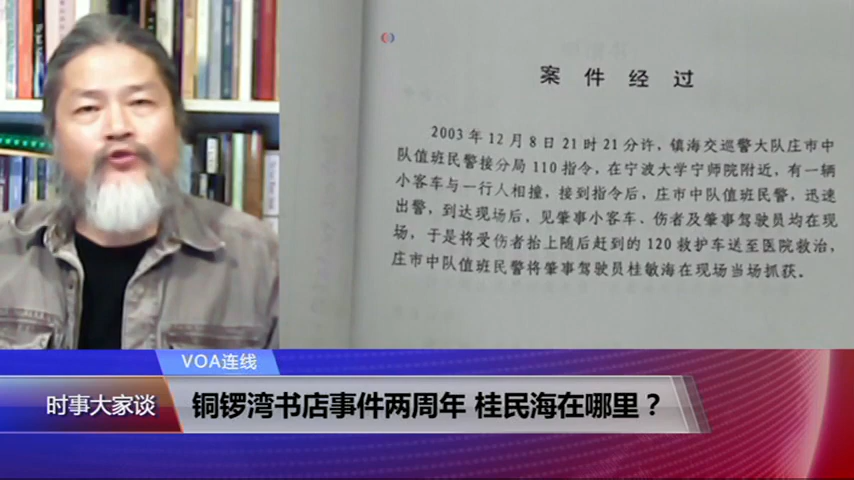 案件经过
2003年12月8日21时21分许，镇海交巡警大队庄市中
队值班民警接分局110指令，在宁波大学宁师院附近，有一辆
小客车与一行人相撞，接到指令后，庄市中队值班民警，迅速
出警，到达现场后，见肇事小客车、伤者及肇事驾驶员均在现
场，于是将受伤者抬上随后赶到的120救护车送至医院救治，
庄市中队值班民警将肇事驾驶员桂敏海在现场当场抓获。
VOA连线
时事大家谈
铜锣湾书店事件两周年 桂民海在哪里？